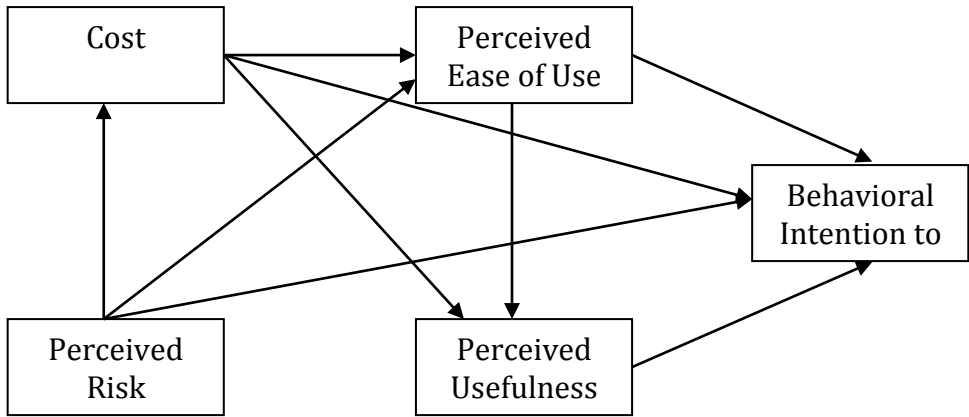 Cost
Perceived
Ease of Use
Behavioral
Intention to
Perceived
Risk
Perceived
Usefulness